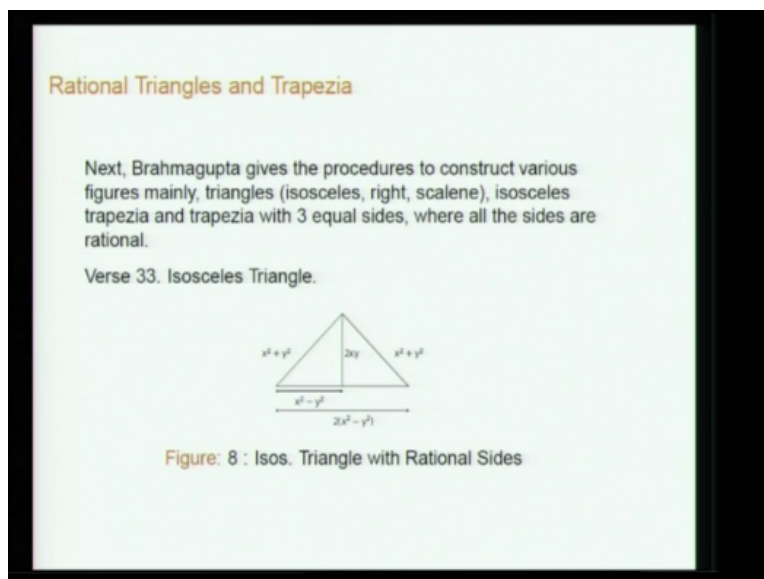 Rational Triangles and Trapezia
Next, Brahmagupta gives the procedures to construct various
figures mainly, triangles (isosceles, right, scalene), isosceles
trapezia and trapezia with 3 equal sides, where all the sides are
rational.
Verse 33. Isosceles Triangle.
x² + y² 2xy x² + y²
x² − y²
2(x² − y²)
Figure: 8 : Isos. Triangle with Rational Sides